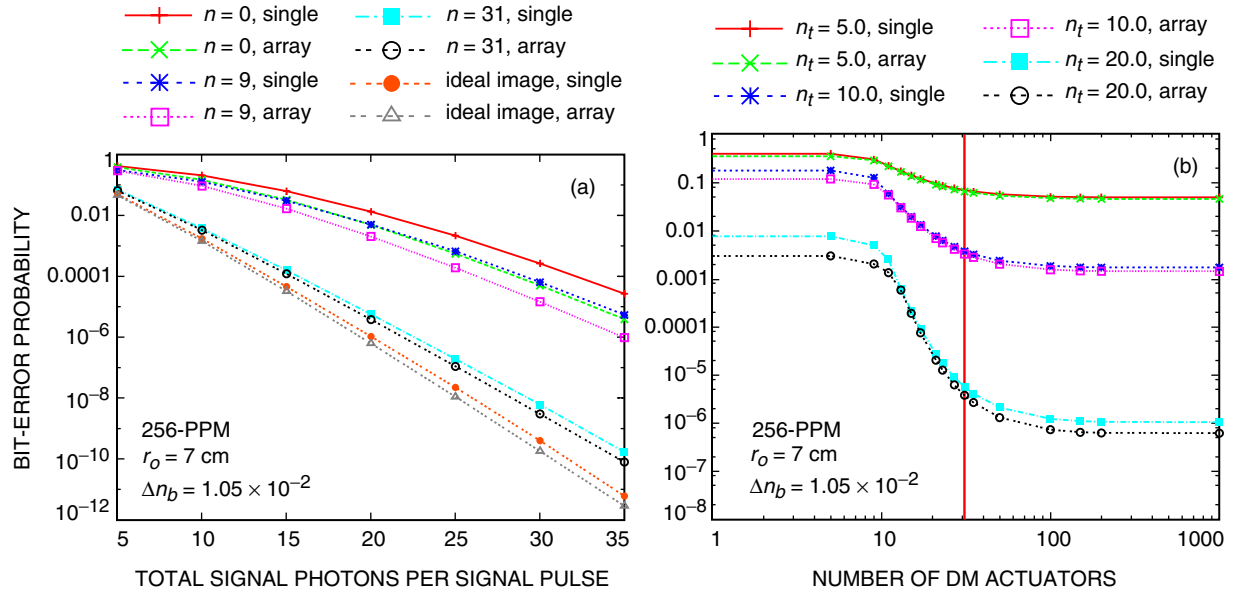 n = 0, single
n = 0, array
n = 9, single
n = 9, array
n = 31, single
n = 31, array
ideal image, single
ideal image, array
BIT-ERROR PROBABILITY
1
0.01
0.0001
10⁻⁶
10⁻⁸
10⁻¹⁰
10⁻¹²
(a)
256-PPM
rₒ = 7 cm
Δn_b = 1.05 × 10⁻²
5
10
15
20
25
30
35
TOTAL SIGNAL PHOTONS PER SIGNAL PULSE
nₜ = 5.0, single
nₜ = 5.0, array
nₜ = 10.0, single
nₜ = 10.0, array
nₜ = 20.0, single
nₜ = 20.0, array
1
0.1
0.01
0.001
0.0001
10⁻⁵
10⁻⁶
10⁻⁷
10⁻⁸
(b)
256-PPM
rₒ = 7 cm
Δn_b = 1.05 × 10⁻²
1
10
100
1000
NUMBER OF DM ACTUATORS